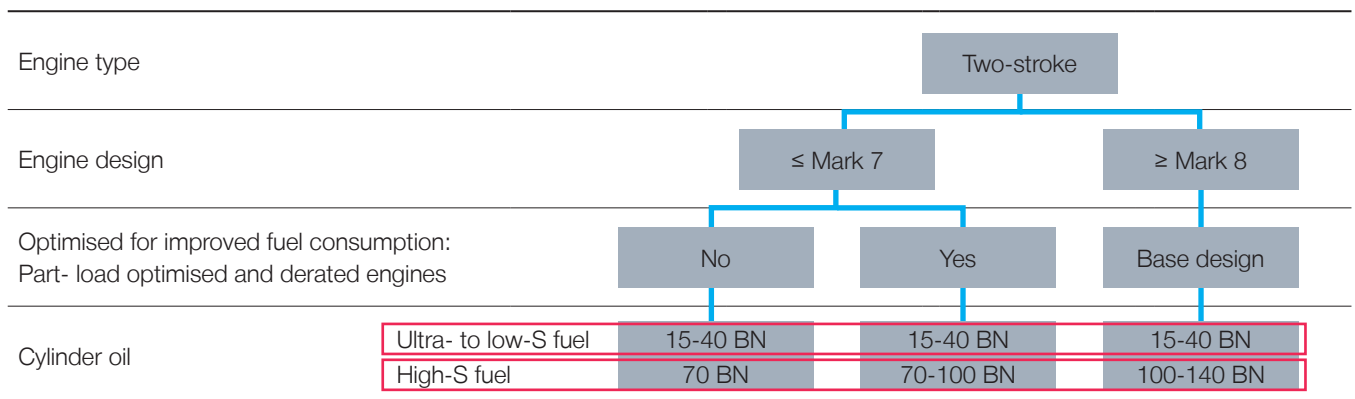 Engine type
Two-stroke
Engine design
≤ Mark 7
≥ Mark 8
Optimised for improved fuel consumption:
Part- load optimised and derated engines
No
Yes
Base design
Cylinder oil
Ultra- to low-S fuel
15-40 BN
15-40 BN
15-40 BN
High-S fuel
70 BN
70-100 BN
100-140 BN